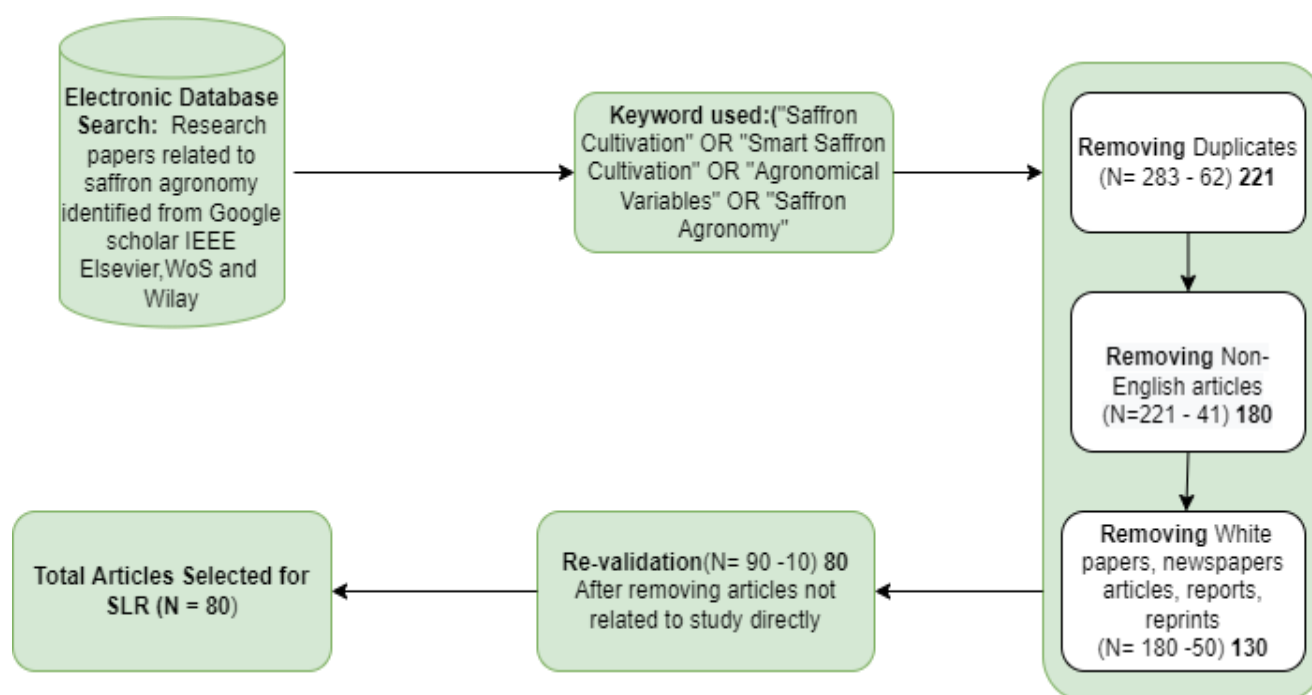 Electronic Database
Search: Research
papers related to
saffron agronomy
identified from Google
scholar IEEE
Elsevier,WoS and
Wilay
Keyword used:("Saffron
Cultivation" OR "Smart Saffron
Cultivation" OR "Agronomical
Variables" OR "Saffron
Agronomy"
Removing Duplicates
(N= 283 - 62) 221
Removing Non-
English articles
(N=221 - 41) 180
Removing White
papers, newspapers
articles, reports,
reprints
(N= 180 -50) 130
Re-validation(N= 90 -10) 80
After removing articles not
related to study directly
Total Articles Selected for
SLR (N = 80)